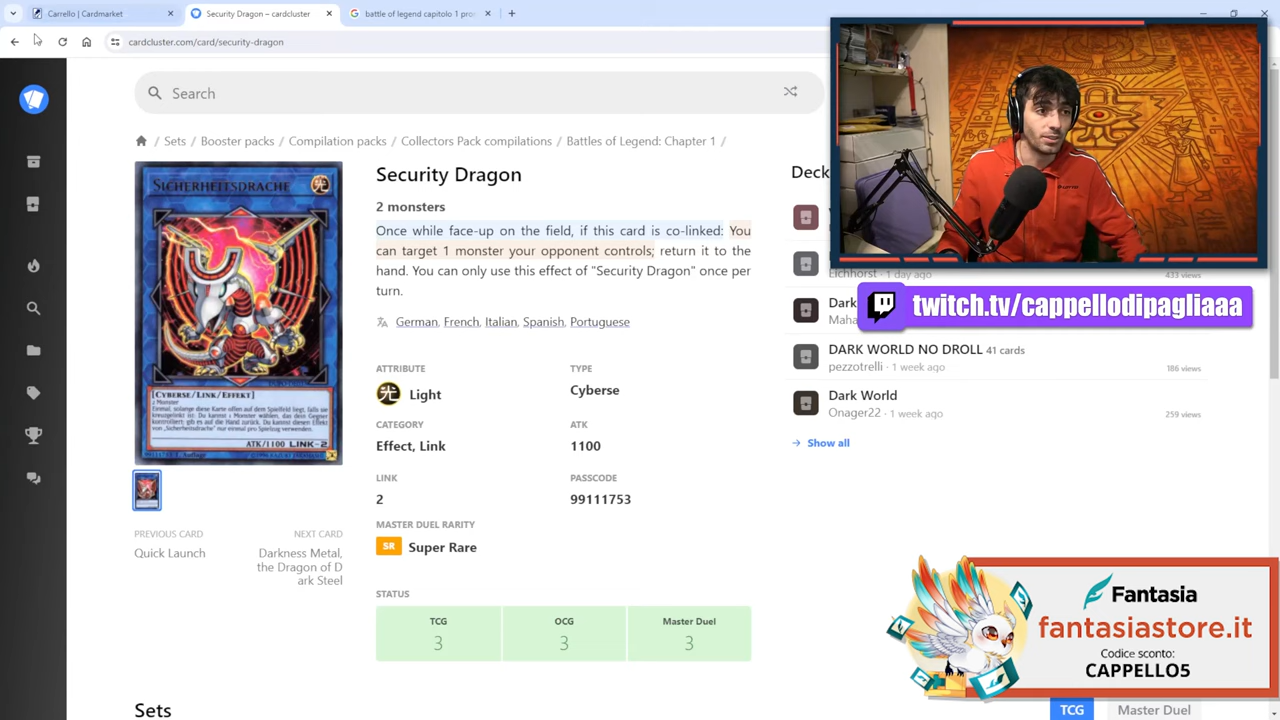 Carrello | Cardmarket
Security Dragon – cardcluster
battle of legend capitolo 1 pro
cardcluster.com/card/security-dragon
Search
Sets / Booster packs / Compilation packs / Collectors Pack compilations / Battles of Legend: Chapter 1 /
SICHERHEITSDRACHE
[CYBERSE/LINK/EFFECT]
2 Monster
ATK/1100 LINK-2
Security Dragon
2 monsters
Once while face-up on the field, if this card is co-linked: You
can target 1 monster your opponent controls; return it to the
hand. You can only use this effect of "Security Dragon" once per
turn.
German, French, Italian, Spanish, Portuguese
ATTRIBUTE
Light
TYPE
Cyberse
CATEGORY
Effect, Link
ATK
1100
LINK
2
PASSCODE
99111753
MASTER DUEL RARITY
SR Super Rare
PREVIOUS CARD
Quick Launch
NEXT CARD
Darkness Metal,
the Dragon of D
ark Steel
STATUS
TCG
3
OCG
3
Master Duel
3
Sets
TCG
Master Duel
Deck
Eichhorst · 1 day ago
433 views
Dark
Maha
DARK WORLD NO DROLL 41 cards
pezzotrelli · 1 week ago
186 views
Dark World
Onager22 · 1 week ago
259 views
→ Show all
twitch.tv/cappellodipagliaaa
Fantasia
fantasiastore.it
Codice sconto:
CAPPELLO5